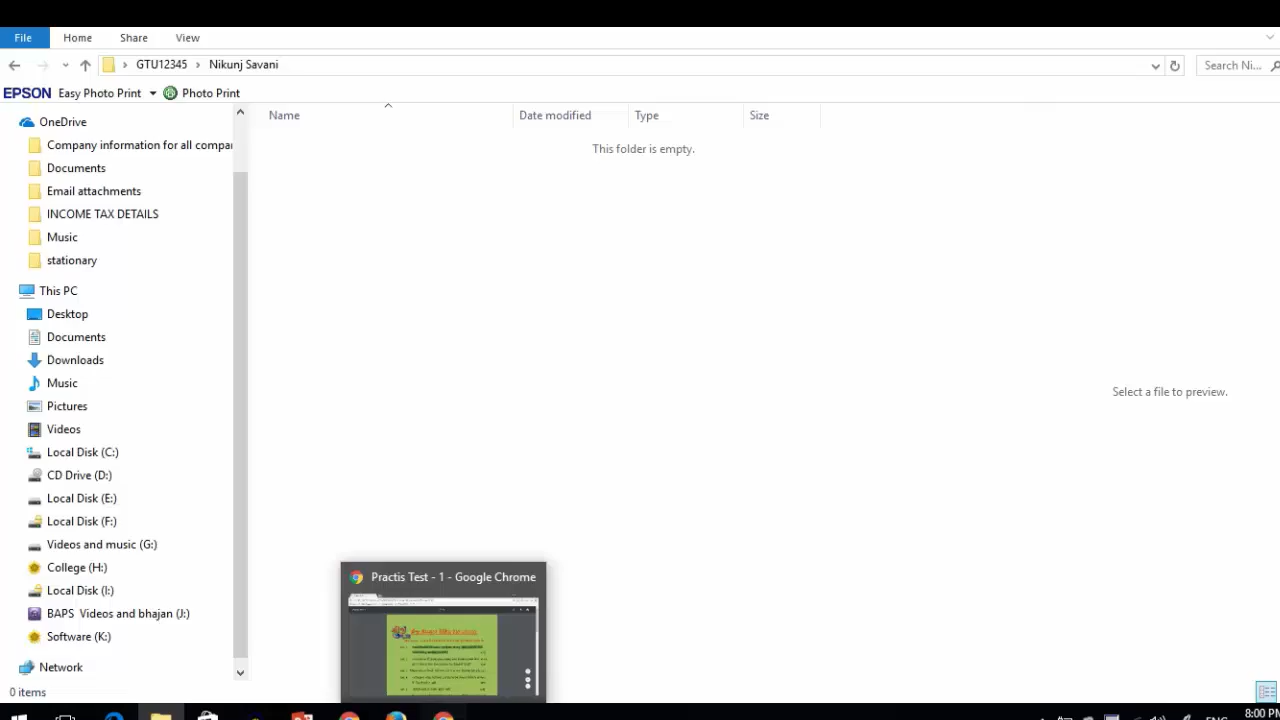 File Home Share View
GTU12345 Nikunj Savani Search Ni...
EPSON Easy Photo Print Photo Print
Name Date modified Type Size
This folder is empty.
OneDrive
Company information for all compa
Documents
Email attachments
INCOME TAX DETAILS
Music
stationary
This PC
Desktop
Documents
Downloads
Music
Pictures
Videos
Local Disk (C:)
CD Drive (D:)
Local Disk (E:)
Local Disk (F:)
Videos and music (G:)
College (H:)
Local Disk (I:)
BAPS Videos and bhajan (J:)
Software (K:)
Network
Select a file to preview.
Practis Test - 1 - Google Chrome
0 items
ENG 8:00 PM